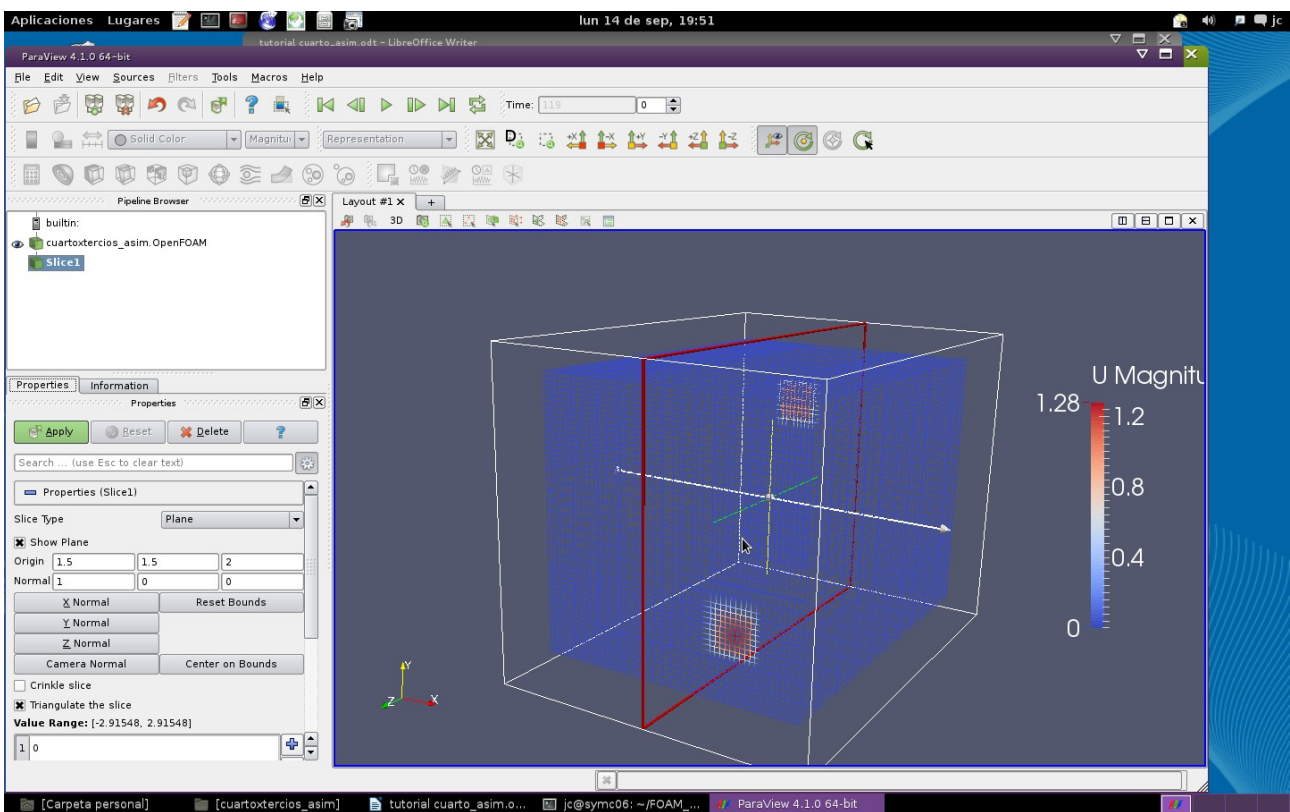 Aplicaciones Lugares lun 14 de sep, 19:51 jc
tutorial cuarto_asim.odt - LibreOffice Writer
ParaView 4.1.0 64-bit
File Edit View Sources Filters Tools Macros Help
Time: 119 0
Solid Color Magnitu Representation +X -X +Y -Y +Z -Z
Pipeline Browser
Layout #1 x +
3D
builtin:
cuartoxtercios_asim.OpenFOAM
Slice1
Properties Information
Properties
Apply Reset Delete ?
Search ... (use Esc to clear text)
Properties (Slice1)
Slice Type Plane
Show Plane
Origin 1.5 1.5 2
Normal 1 0 0
X Normal Reset Bounds
Y Normal
Z Normal
Camera Normal Center on Bounds
Crinkle slice
Triangulate the slice
Value Range: [-2.91548, 2.91548]
1 0
U Magnitu
1.28
1.2
0.8
0.4
0
Y
Z X
[Carpeta personal] [cuartoxtercios_asim] tutorial cuarto_asim.o... jc@symc06: ~/FOAM_... ParaView 4.1.0 64-bit